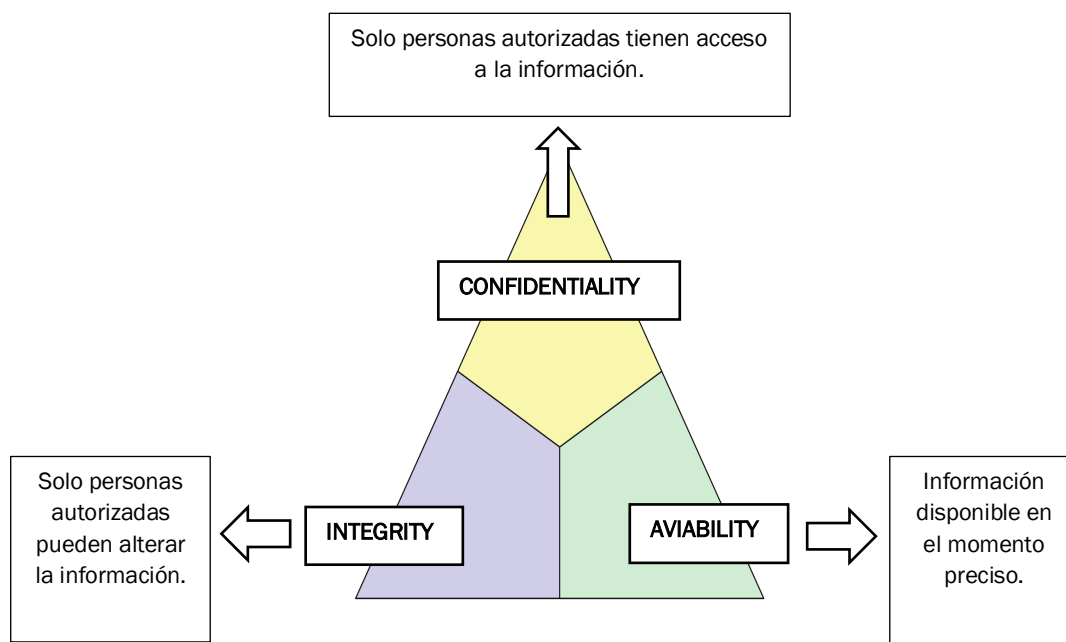 Solo personas autorizadas tienen acceso
a la información.
CONFIDENTIALITY
Solo personas
autorizadas
pueden alterar
la información.
INTEGRITY
AVIABILITY
Información
disponible en
el momento
preciso.